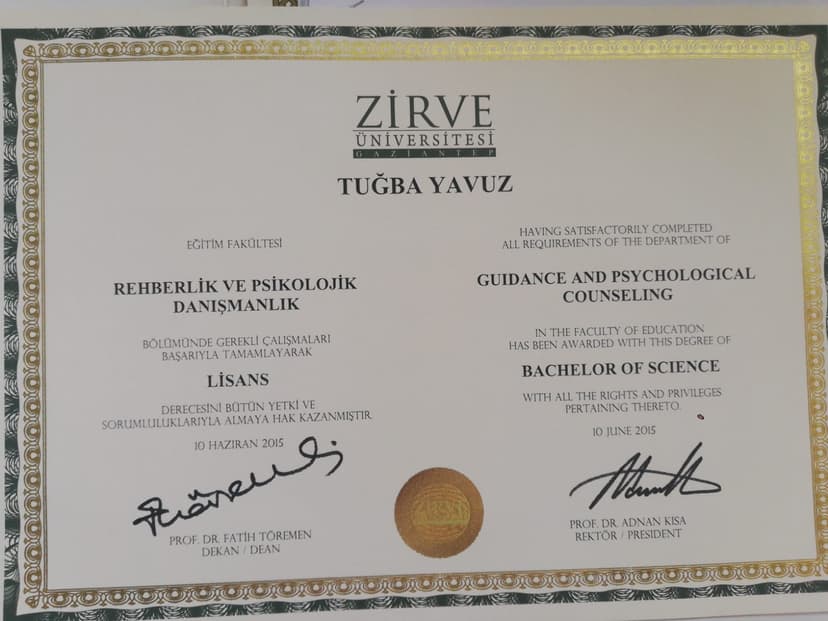 ZİRVE
ÜNİVERSİTESİ
GAZİANTEP
TUĞBA YAVUZ
EĞİTİM FAKÜLTESİ
REHBERLİK VE PSİKOLOJİK
DANIŞMANLIK
BÖLÜMÜNDE GEREKLİ ÇALIŞMALARI
BAŞARIYLA TAMAMLAYARAK
LİSANS
DERECESİNİ BÜTÜN YETKİ VE
SORUMLULUKLARIYLA ALMAYA HAK KAZANMIŞTIR
10 HAZİRAN 2015
PROF. DR. FATİH TÖREMEN
DEKAN / DEAN
HAVING SATISFACTORILY COMPLETED
ALL REQUIREMENTS OF THE DEPARTMENT OF
GUIDANCE AND PSYCHOLOGICAL
COUNSELING
IN THE FACULTY OF EDUCATION
HAS BEEN AWARDED WITH THIS DEGREE OF
BACHELOR OF SCIENCE
WITH ALL THE RIGHTS AND PRIVILEGES
PERTAINING THERETO.
10 JUNE 2015
PROF. DR. ADNAN KISA
REKTÖR / PRESIDENT
ZİRVE